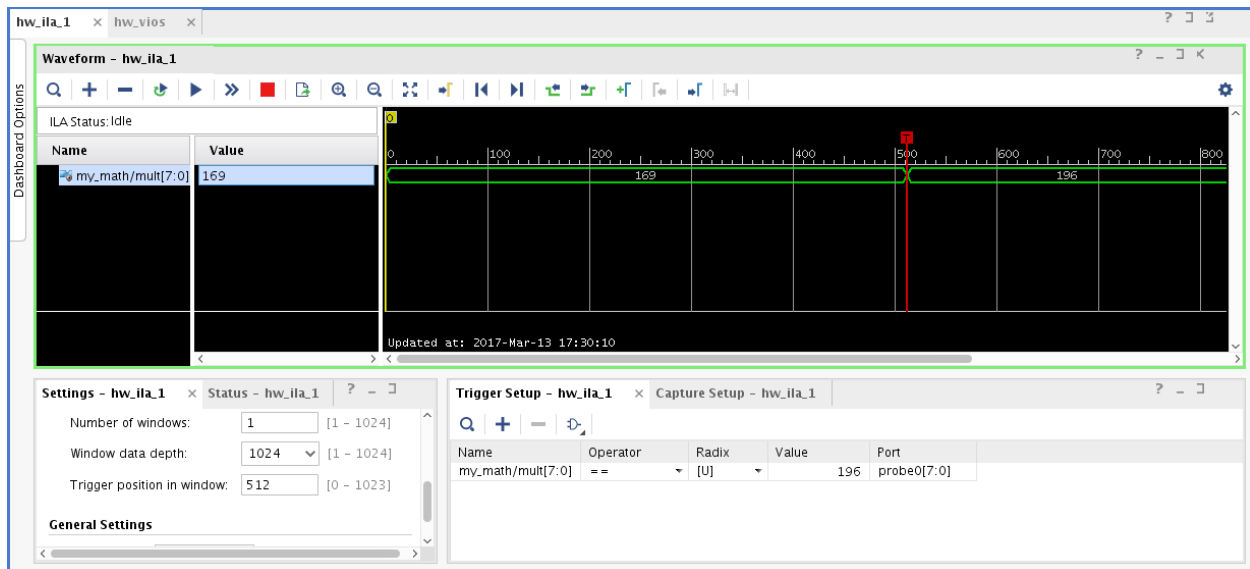 hw_ila_1 × hw_vios ×
Dashboard Options
Waveform - hw_ila_1
ILA Status: Idle
Name Value
my_math/mult[7:0] 169
0
T
0 100 200 300 400 500 600 700 800
169 196
Updated at: 2017-Mar-13 17:30:10
Settings - hw_ila_1 × Status - hw_ila_1
Number of windows: 1 [1 - 1024]
Window data depth: 1024 [1 - 1024]
Trigger position in window: 512 [0 - 1023]
General Settings
Trigger Setup - hw_ila_1 × Capture Setup - hw_ila_1
Name Operator Radix Value Port
my_math/mult[7:0] == [U] 196 probe0[7:0]